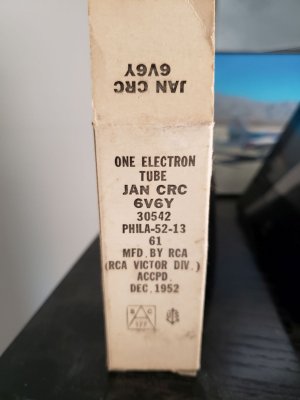 JAN CRC
6V6Y
ONE ELECTRON
TUBE
JAN CRC
6V6Y
30542
PHILA-52-13
61
MFD. BY RCA
(RCA VICTOR DIV.)
ACCPD.
DEC. 1952
B C
A
177